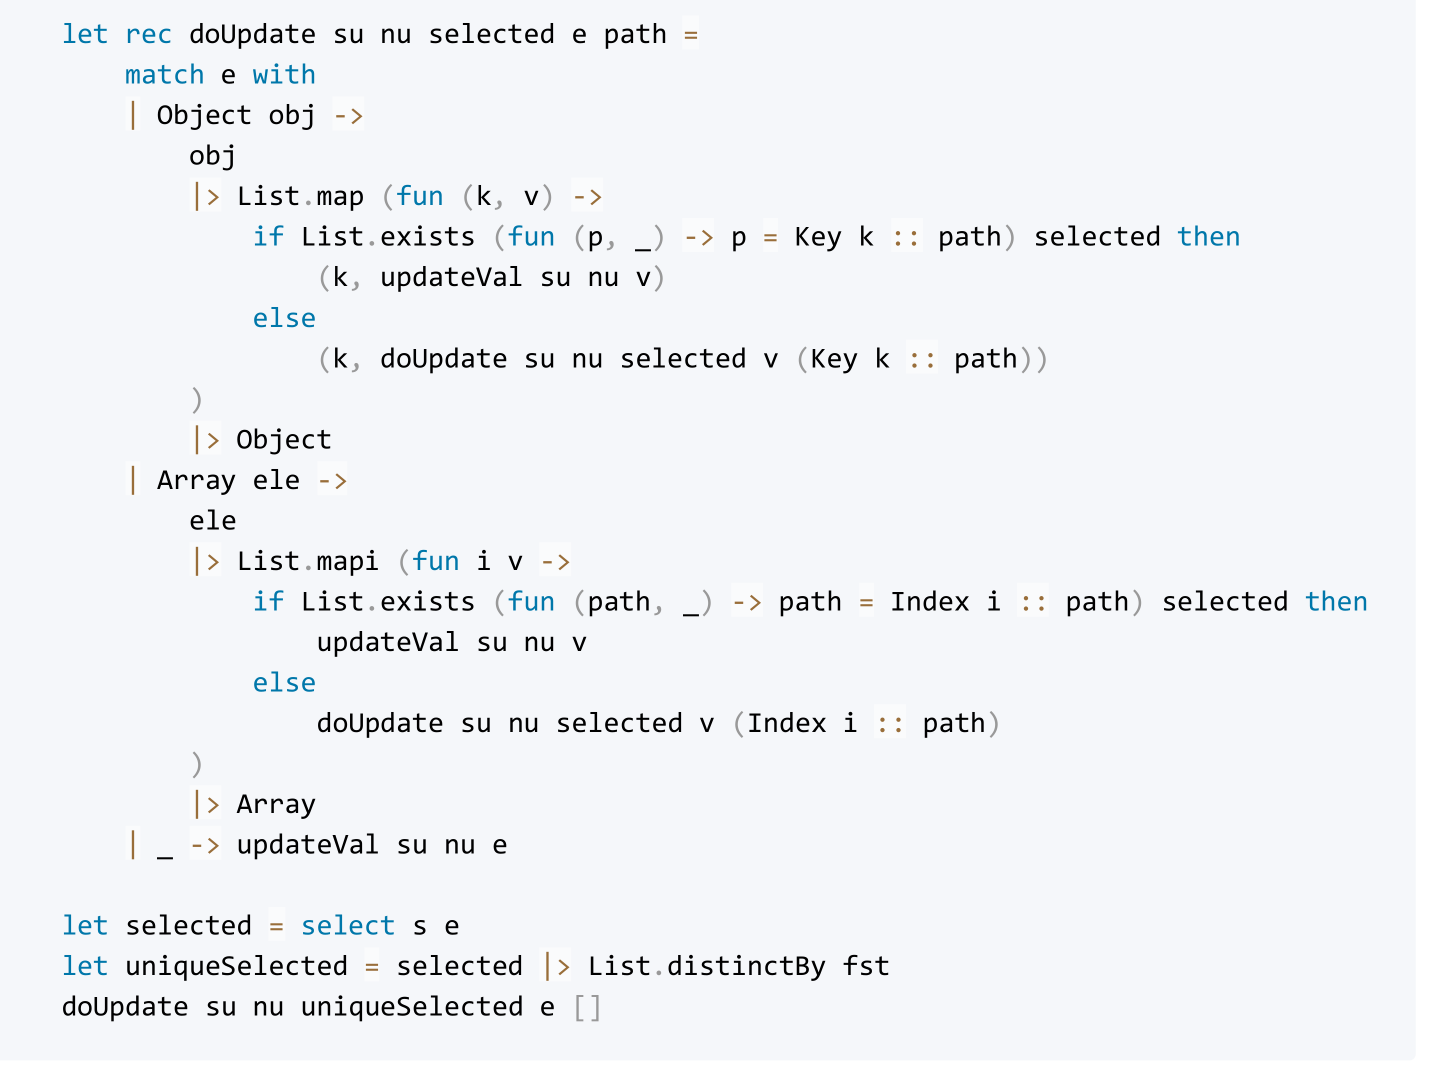 let rec doUpdate su nu selected e path =
    match e with
    | Object obj ->
        obj
        |> List.map (fun (k, v) ->
            if List.exists (fun (p, _) -> p = Key k :: path) selected then
                (k, updateVal su nu v)
            else
                (k, doUpdate su nu selected v (Key k :: path))
        )
        |> Object
    | Array ele ->
        ele
        |> List.mapi (fun i v ->
            if List.exists (fun (path, _) -> path = Index i :: path) selected then
                updateVal su nu v
            else
                doUpdate su nu selected v (Index i :: path)
        )
        |> Array
    | _ -> updateVal su nu e

let selected = select s e
let uniqueSelected = selected |> List.distinctBy fst
doUpdate su nu uniqueSelected e []